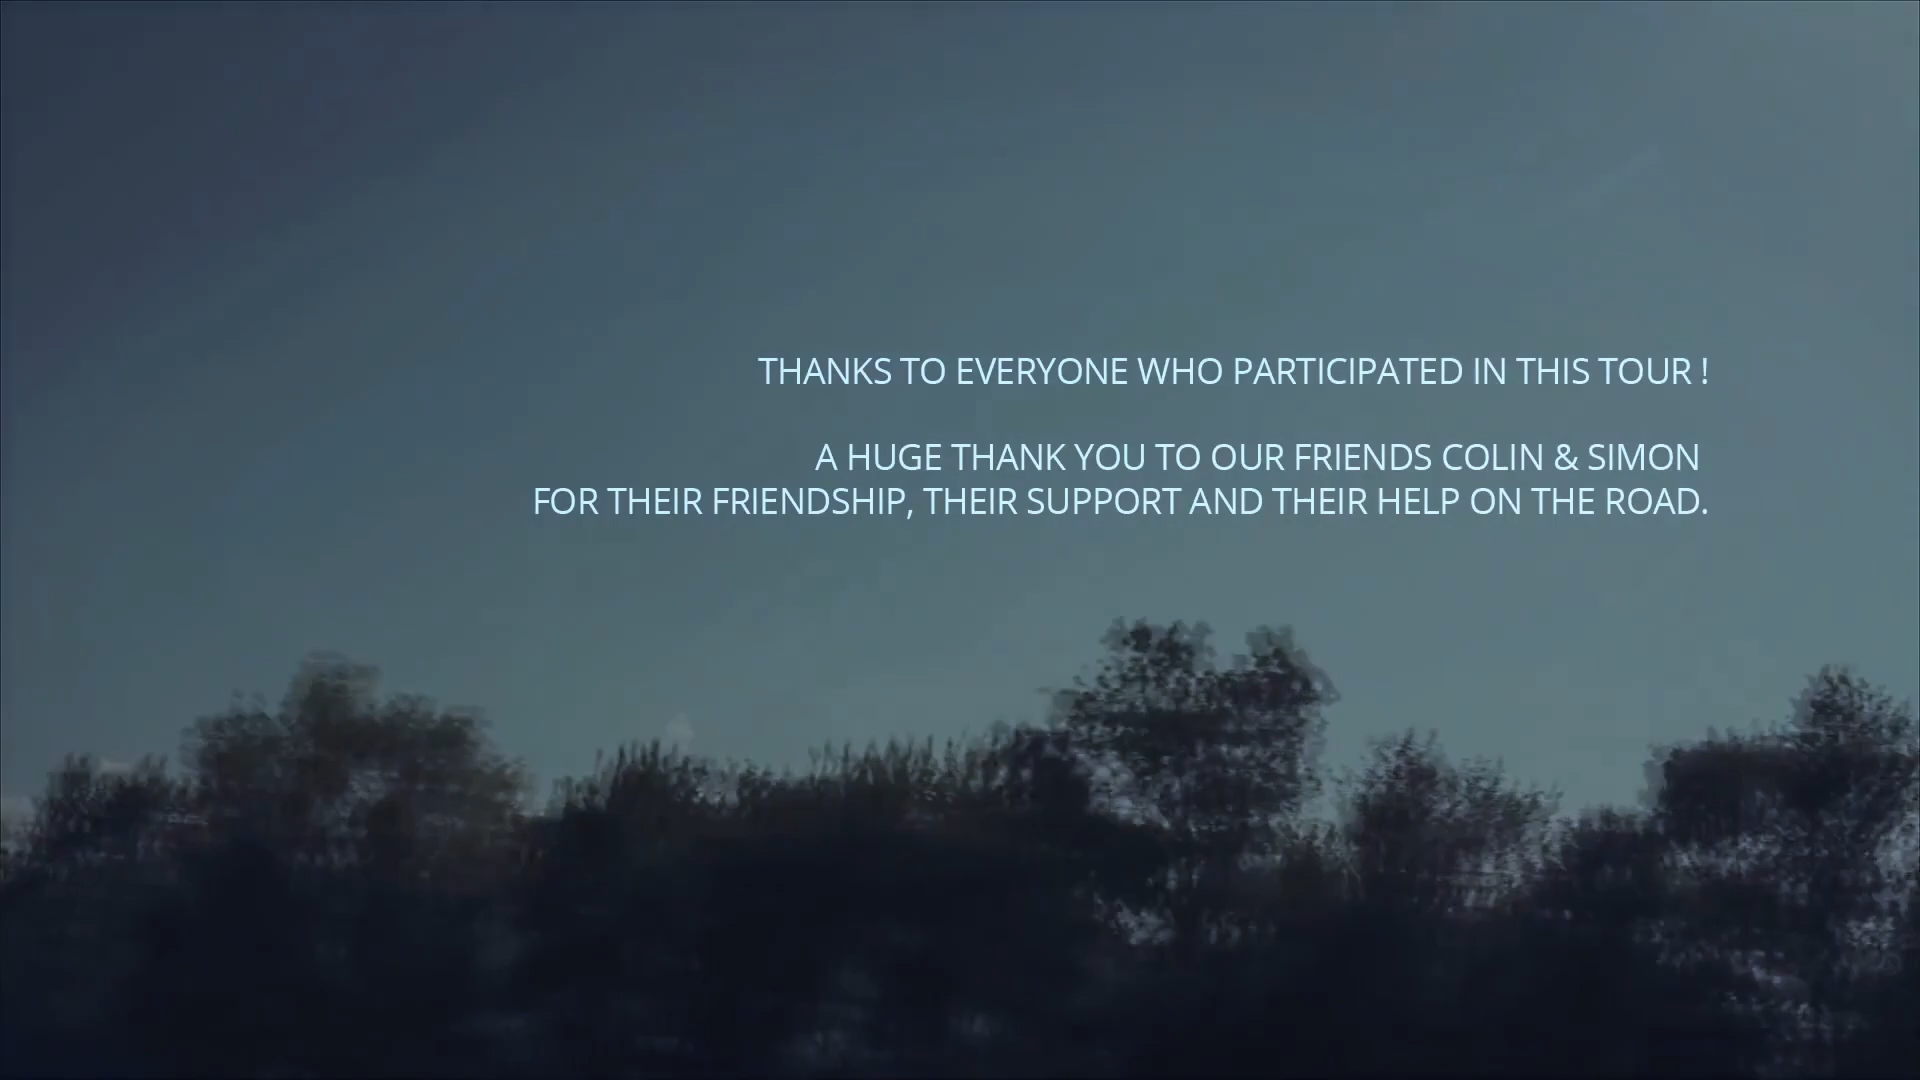 THANKS TO EVERYONE WHO PARTICIPATED IN THIS TOUR !
A HUGE THANK YOU TO OUR FRIENDS COLIN & SIMON
FOR THEIR FRIENDSHIP, THEIR SUPPORT AND THEIR HELP ON THE ROAD.